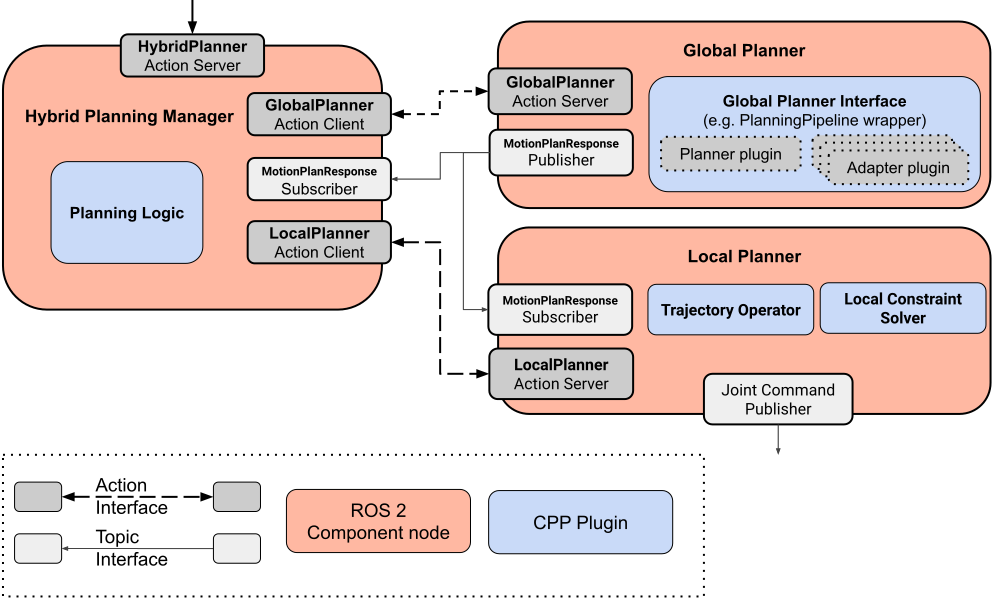 HybridPlanner
Action Server
Hybrid Planning Manager
GlobalPlanner
Action Client
MotionPlanResponse
Subscriber
LocalPlanner
Action Client
Planning Logic
Global Planner
GlobalPlanner
Action Server
MotionPlanResponse
Publisher
Global Planner Interface
(e.g. PlanningPipeline wrapper)
Planner plugin
Adapter plugin
Local Planner
MotionPlanResponse
Subscriber
LocalPlanner
Action Server
Trajectory Operator
Local Constraint
Solver
Joint Command
Publisher
Action
Interface
Topic
Interface
ROS 2
Component node
CPP Plugin